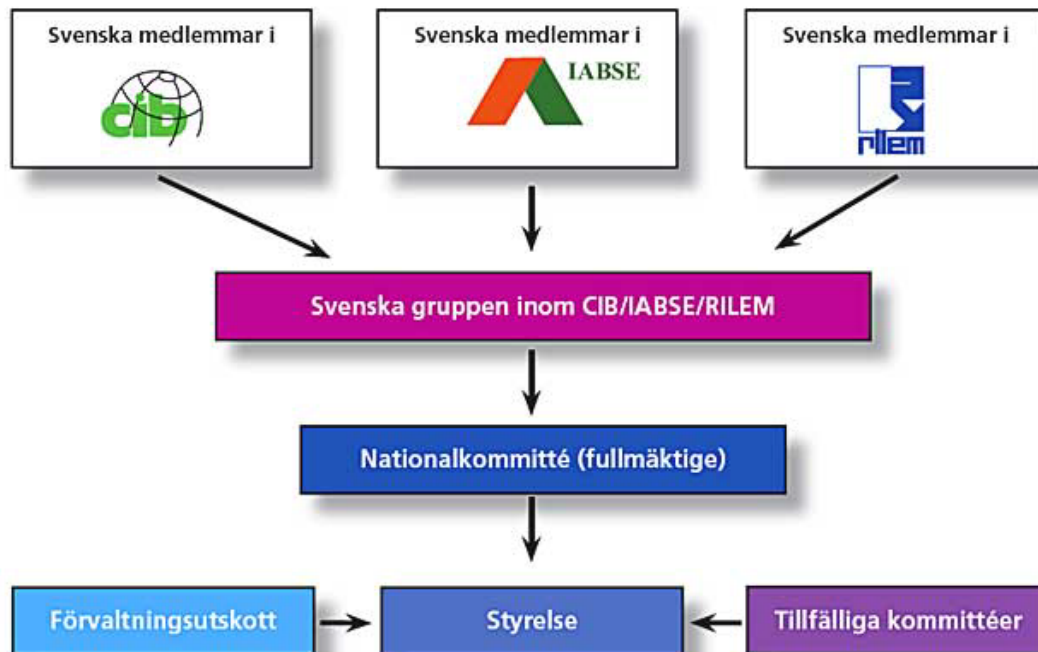 Svenska medlemmar i
cib
Svenska medlemmar i
IABSE
Svenska medlemmar i
rilem
Svenska gruppen inom CIB/IABSE/RILEM
Nationalkommitté (fullmäktige)
Förvaltningsutskott
Styrelse
Tillfälliga kommittéer